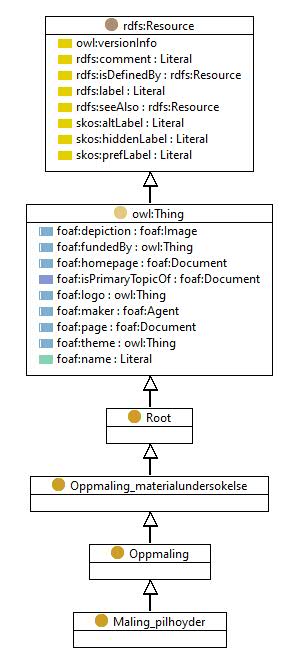 rdfs:Resource
owl:versionInfo
rdfs:comment : Literal
rdfs:isDefinedBy : rdfs:Resource
rdfs:label : Literal
rdfs:seeAlso : rdfs:Resource
skos:altLabel : Literal
skos:hiddenLabel : Literal
skos:prefLabel : Literal
owl:Thing
foaf:depiction : foaf:Image
foaf:fundedBy : owl:Thing
foaf:homepage : foaf:Document
foaf:isPrimaryTopicOf : foaf:Document
foaf:logo : owl:Thing
foaf:maker : foaf:Agent
foaf:page : foaf:Document
foaf:theme : owl:Thing
foaf:name : Literal
Root
Oppmaling_materialundersokelse
Oppmaling
Maling_pilhoyder